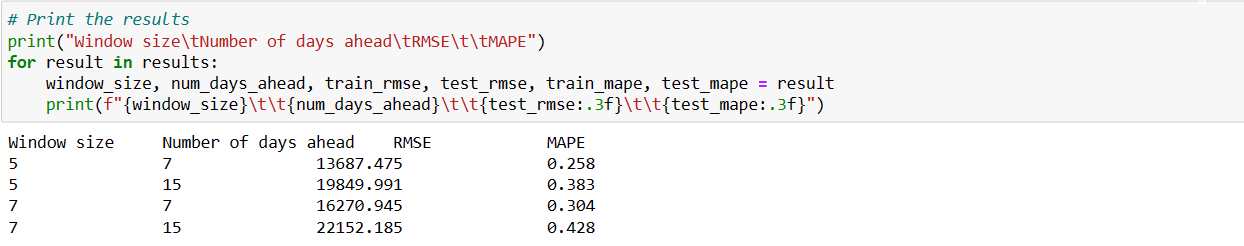 # Print the results
print("Window size\tNumber of days ahead\tRMSE\t\tMAPE")
for result in results:
    window_size, num_days_ahead, train_rmse, test_rmse, train_mape, test_mape = result
    print(f"{window_size}\t\t{num_days_ahead}\t\t{test_rmse:.3f}\t\t{test_mape:.3f}")
Window size     Number of days ahead    RMSE            MAPE
5               7               13687.475               0.258
5               15              19849.991               0.383
7               7               16270.945               0.304
7               15              22152.185               0.428